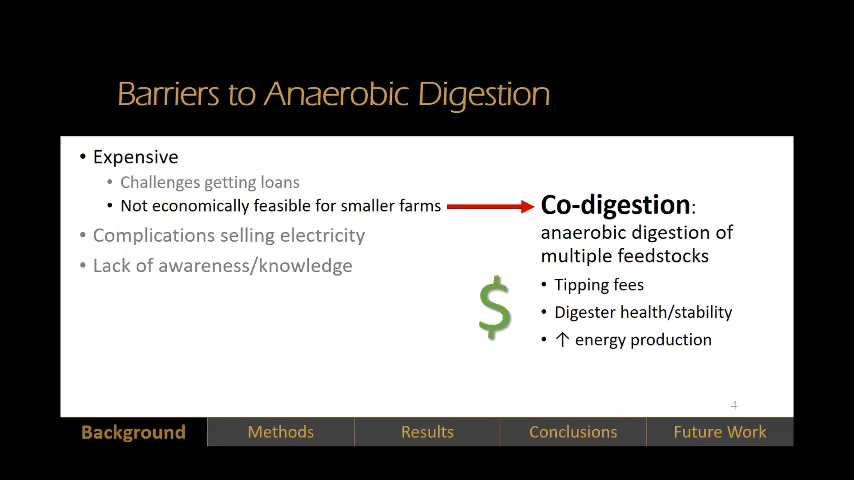 Barriers to Anaerobic Digestion
• Expensive
• Challenges getting loans
• Not economically feasible for smaller farms
• Complications selling electricity
• Lack of awareness/knowledge
Co-digestion:
anaerobic digestion of
multiple feedstocks
• Tipping fees
• Digester health/stability
• ↑ energy production
$
4
Background
Methods
Results
Conclusions
Future Work